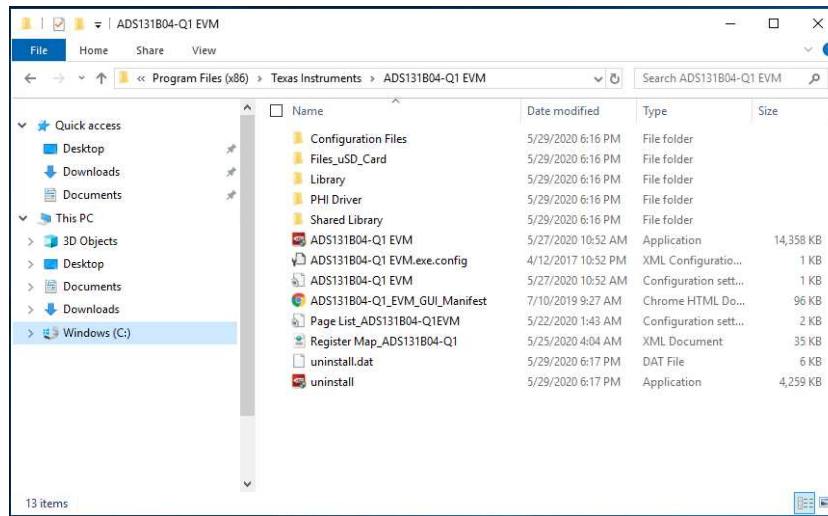 ADS131B04-Q1 EVM
File Home Share View
« Program Files (x86) › Texas Instruments › ADS131B04-Q1 EVM
Search ADS131B04-Q1 EVM
Quick access
Desktop
Downloads
Documents
This PC
3D Objects
Desktop
Documents
Downloads
Windows (C:)
Name Date modified Type Size
Configuration Files 5/29/2020 6:16 PM File folder
Files_uSD_Card 5/29/2020 6:16 PM File folder
Library 5/29/2020 6:16 PM File folder
PHI Driver 5/29/2020 6:16 PM File folder
Shared Library 5/29/2020 6:16 PM File folder
ADS131B04-Q1 EVM 5/27/2020 10:52 AM Application 14,358 KB
ADS131B04-Q1 EVM.exe.config 4/12/2017 10:52 PM XML Configuratio... 1 KB
ADS131B04-Q1 EVM 5/27/2020 10:52 AM Configuration sett... 1 KB
ADS131B04-Q1_EVM_GUI_Manifest 7/10/2019 9:27 AM Chrome HTML Do... 96 KB
Page List_ADS131B04-Q1EVM 5/22/2020 1:43 AM Configuration sett... 2 KB
Register Map_ADS131B04-Q1 5/25/2020 4:04 AM XML Document 35 KB
uninstall.dat 5/29/2020 6:17 PM DAT File 6 KB
uninstall 5/29/2020 6:17 PM Application 4,259 KB
13 items